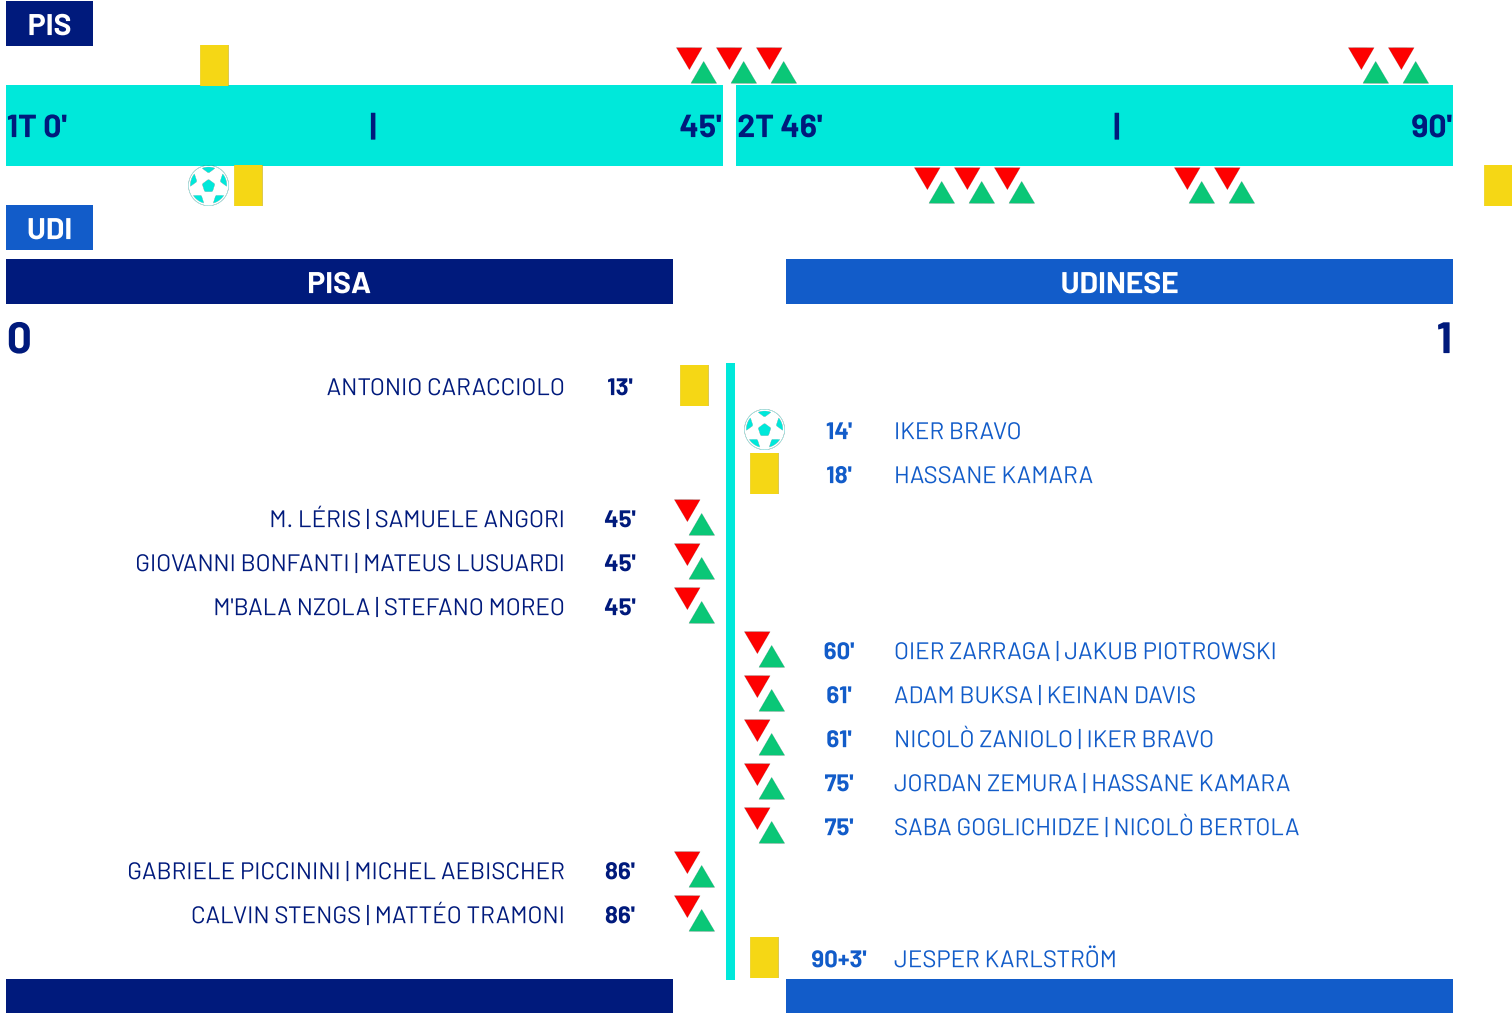 PIS
1T 0' | 45' 2T 46' | 90'
UDI
PISA UDINESE
0 1
ANTONIO CARACCIOLO 13'
14' IKER BRAVO
18' HASSANE KAMARA
M. LÉRIS | SAMUELE ANGORI 45'
GIOVANNI BONFANTI | MATEUS LUSUARDI 45'
M'BALA NZOLA | STEFANO MOREO 45'
60' OIER ZARRAGA | JAKUB PIOTROWSKI
61' ADAM BUKSA | KEINAN DAVIS
61' NICOLÒ ZANIOLO | IKER BRAVO
75' JORDAN ZEMURA | HASSANE KAMARA
75' SABA GOGLICHIDZE | NICOLÒ BERTOLA
GABRIELE PICCININI | MICHEL AEBISCHER 86'
CALVIN STENGS | MATTÉO TRAMONI 86'
90+3' JESPER KARLSTRÖM